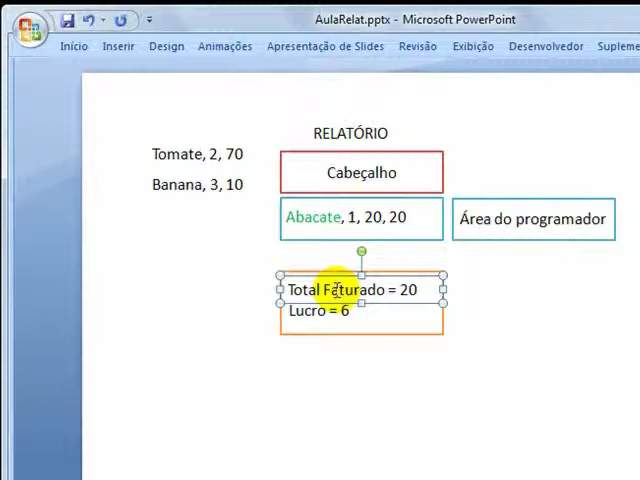 AulaRelat.pptx - Microsoft PowerPoint
Início Inserir Design Animações Apresentação de Slides Revisão Exibição Supleme
RELATÓRIO
Tomate, 2, 70
Cabeçalho
Banana, 3, 10
Abacate, 1, 20, 20
Área do programador
Total Faturado = 20
Lucro = 6